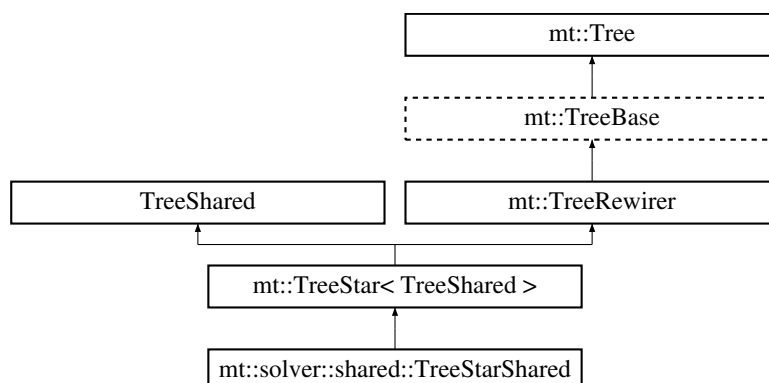 mt::Tree
mt::TreeBase
TreeShared
mt::TreeRewirer
mt::TreeStar< TreeShared >
mt::solver::shared::TreeStarShared